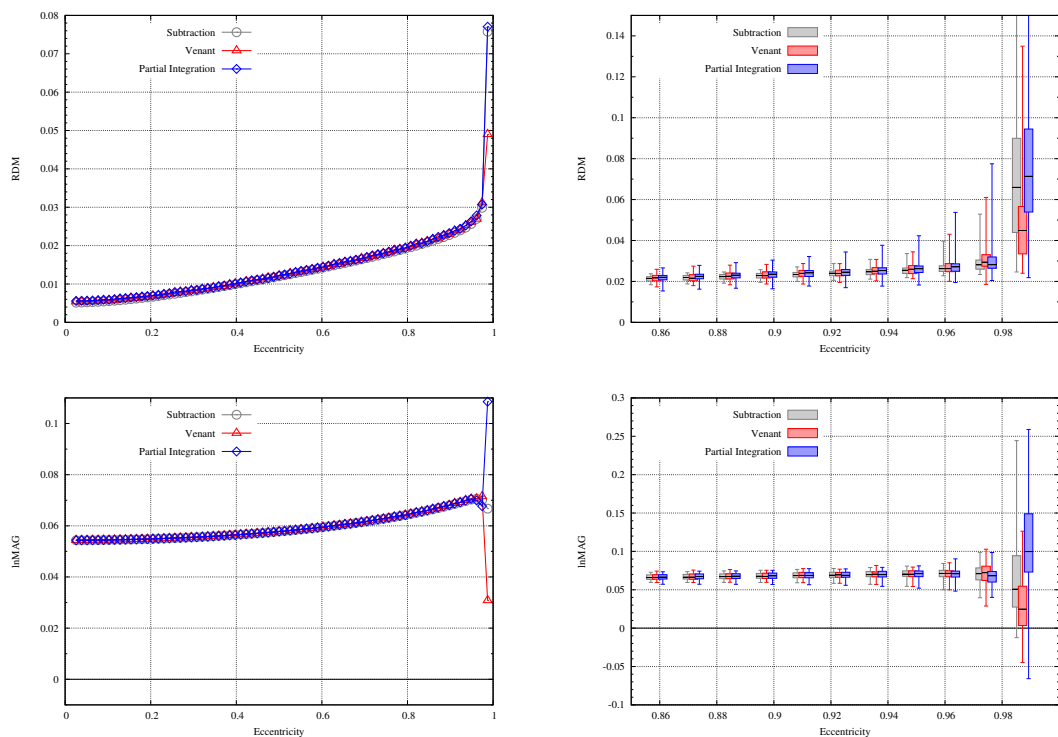 0.08
0.07
0.06
0.05
0.04
0.03
0.02
0.01
0
RDM
Subtraction
Venant
Partial Integration
0 0.2 0.4 0.6 0.8 1
Eccentricity
0.14
0.12
0.1
0.08
0.06
0.04
0.02
0
RDM
Subtraction
Venant
Partial Integration
0.86 0.88 0.9 0.92 0.94 0.96 0.98
Eccentricity
0.1
0.08
0.06
0.04
0.02
0
lnMAG
Subtraction
Venant
Partial Integration
0 0.2 0.4 0.6 0.8 1
Eccentricity
0.3
0.25
0.2
0.15
0.1
0.05
0
-0.05
-0.1
lnMAG
Subtraction
Venant
Partial Integration
0.86 0.88 0.9 0.92 0.94 0.96 0.98
Eccentricity